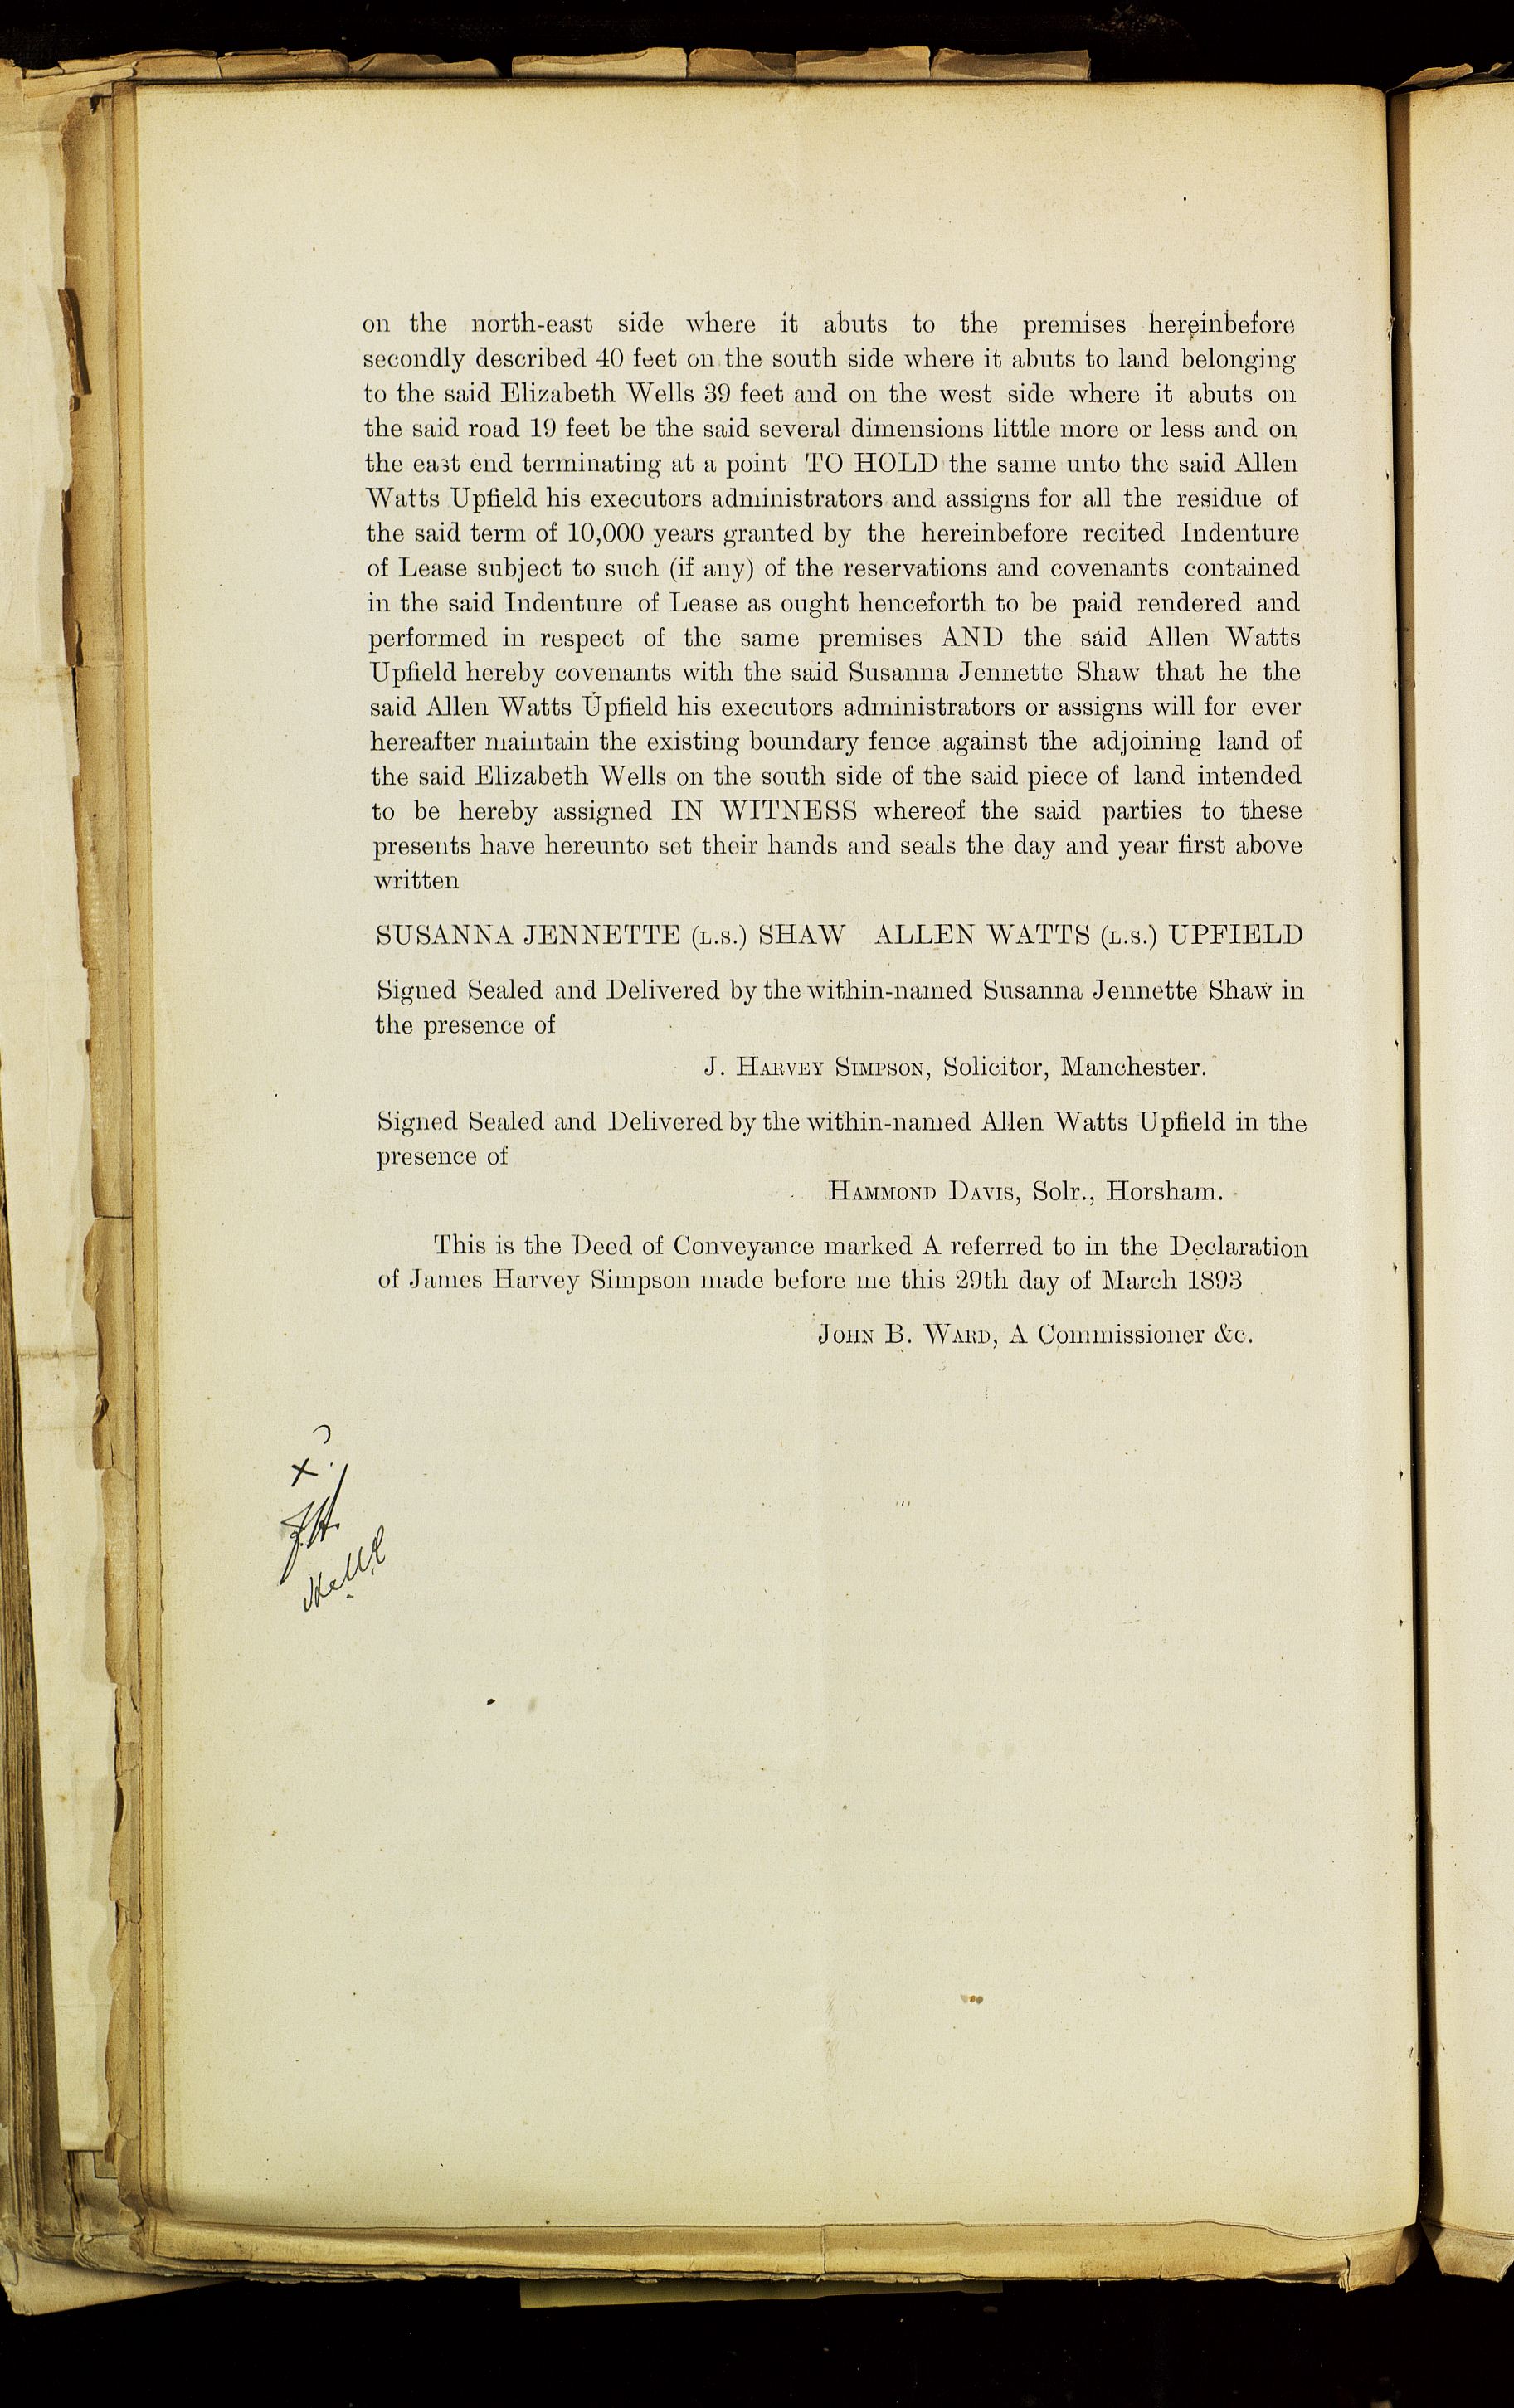 on the north-east side where it abuts to the premises hereinbefore
secondly described 40 feet on the south side where it abuts to land belonging
to the said Elizabeth Wells 39 feet and on the west side where it abuts on
the said road 19 feet be the said several dimensions little more or less and on
the east end terminating at a point TO HOLD the same unto the said Allen
Watts Upfield his executors administrators and assigns for all the residue of
the said term of 10,000 years granted by the hereinbefore recited Indenture
of Lease subject to such (if any) of the reservations and covenants contained
in the said Indenture of Lease as ought henceforth to be paid rendered and
performed in respect of the same premises AND the said Allen Watts
Upfield hereby covenants with the said Susanna Jennette Shaw that he the
said Allen Watts Upfield his executors administrators or assigns will for ever
hereafter maintain the existing boundary fence against the adjoining land of
the said Elizabeth Wells on the south side of the said piece of land intended
to be hereby assigned IN WITNESS whereof the said parties to these
presents have hereunto set their hands and seals the day and year first above
written
SUSANNA JENNETTE (L.S.) SHAW ALLEN WATTS (L.S.) UPFIELD
Signed Sealed and Delivered by the within-named Susanna Jennette Shaw in
the presence of
J. HARVEY SIMPSON, Solicitor, Manchester.
Signed Sealed and Delivered by the within-named Allen Watts Upfield in the
presence of
HAMMOND DAVIS, Solr., Horsham.
This is the Deed of Conveyance marked A referred to in the Declaration
of James Harvey Simpson made before me this 29th day of March 1893
JOHN B. WARD, A Commissioner &c.